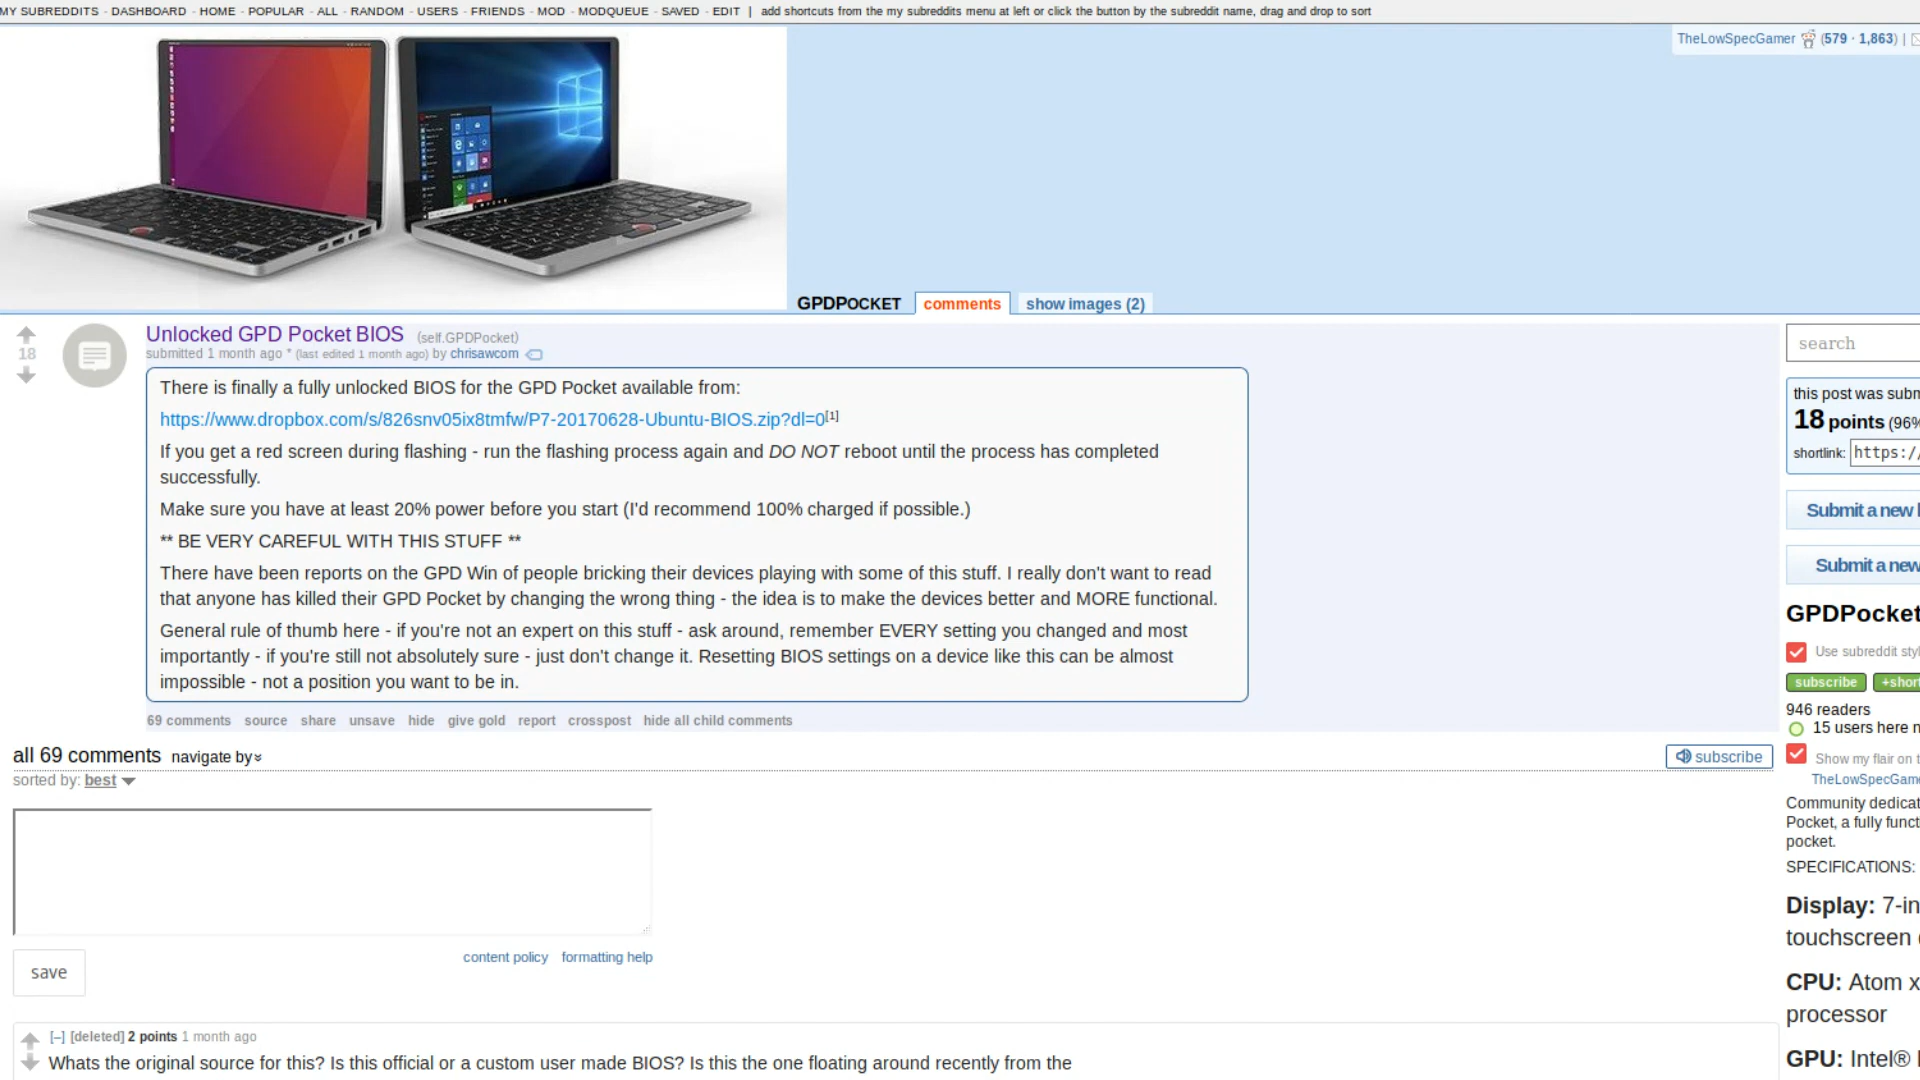 MY SUBREDDITS - DASHBOARD - HOME - POPULAR - ALL - RANDOM - USERS - FRIENDS - MOD - MODQUEUE - SAVED - EDIT | add shortcuts from the my subreddits menu at left or click the button by the subreddit name, drag and drop to sort
TheLowSpecGamer (579 · 1,863) |
GPDPOCKET comments show images (2)
Unlocked GPD Pocket BIOS (self.GPDPocket)
18
submitted 1 month ago * (last edited 1 month ago) by chrisawcom
There is finally a fully unlocked BIOS for the GPD Pocket available from:
https://www.dropbox.com/s/826snv05ix8tmfw/P7-20170628-Ubuntu-BIOS.zip?dl=0[1]
If you get a red screen during flashing - run the flashing process again and DO NOT reboot until the process has completed
successfully.
Make sure you have at least 20% power before you start (I'd recommend 100% charged if possible.)
** BE VERY CAREFUL WITH THIS STUFF **
There have been reports on the GPD Win of people bricking their devices playing with some of this stuff. I really don't want to read
that anyone has killed their GPD Pocket by changing the wrong thing - the idea is to make the devices better and MORE functional.
General rule of thumb here - if you're not an expert on this stuff - ask around, remember EVERY setting you changed and most
importantly - if you're still not absolutely sure - just don't change it. Resetting BIOS settings on a device like this can be almost
impossible - not a position you want to be in.
69 comments source share unsave hide give gold report crosspost hide all child comments
all 69 comments navigate by
subscribe
sorted by: best
save
content policy formatting help
[–] [deleted] 2 points 1 month ago
Whats the original source for this? Is this official or a custom user made BIOS? Is this the one floating around recently from the
search
this post was subm
18 points (96%
shortlink: https:/
Submit a new l
Submit a new
GPDPocket
Use subreddit sty
subscribe +shor
946 readers
15 users here n
Show my flair on t
TheLowSpecGam
Community dedicat
Pocket, a fully funct
pocket.
SPECIFICATIONS:
Display: 7-in
touchscreen
CPU: Atom x
processor
GPU: Intel®